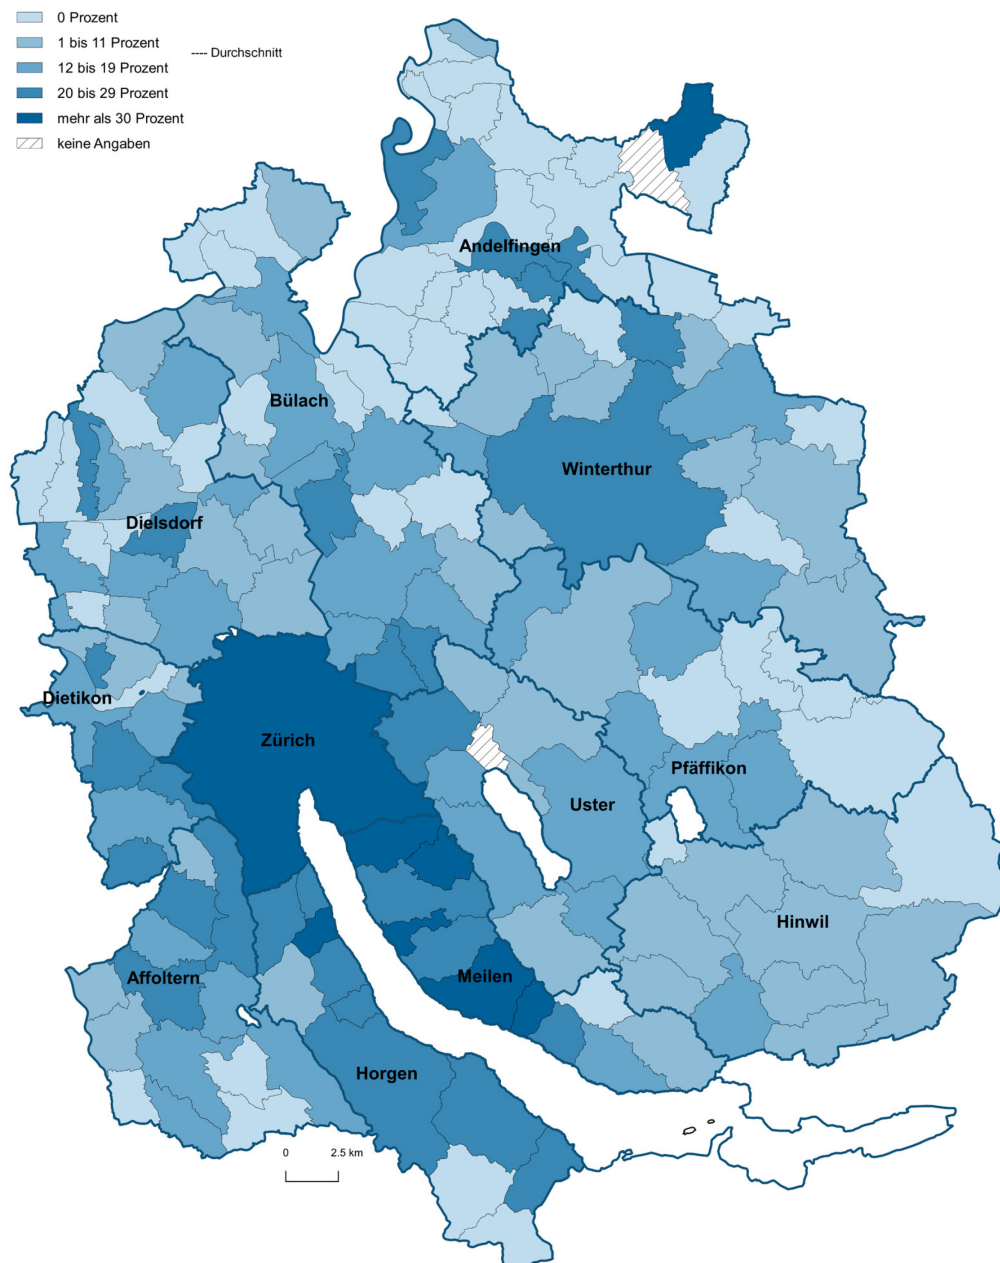 0 Prozent
1 bis 11 Prozent
---- Durchschnitt
12 bis 19 Prozent
20 bis 29 Prozent
mehr als 30 Prozent
keine Angaben
Andelfingen
Bülach
Winterthur
Dielsdorf
Dietikon
Zürich
Pfäffikon
Uster
Hinwil
Meilen
Affoltern
Horgen
0 2.5 km